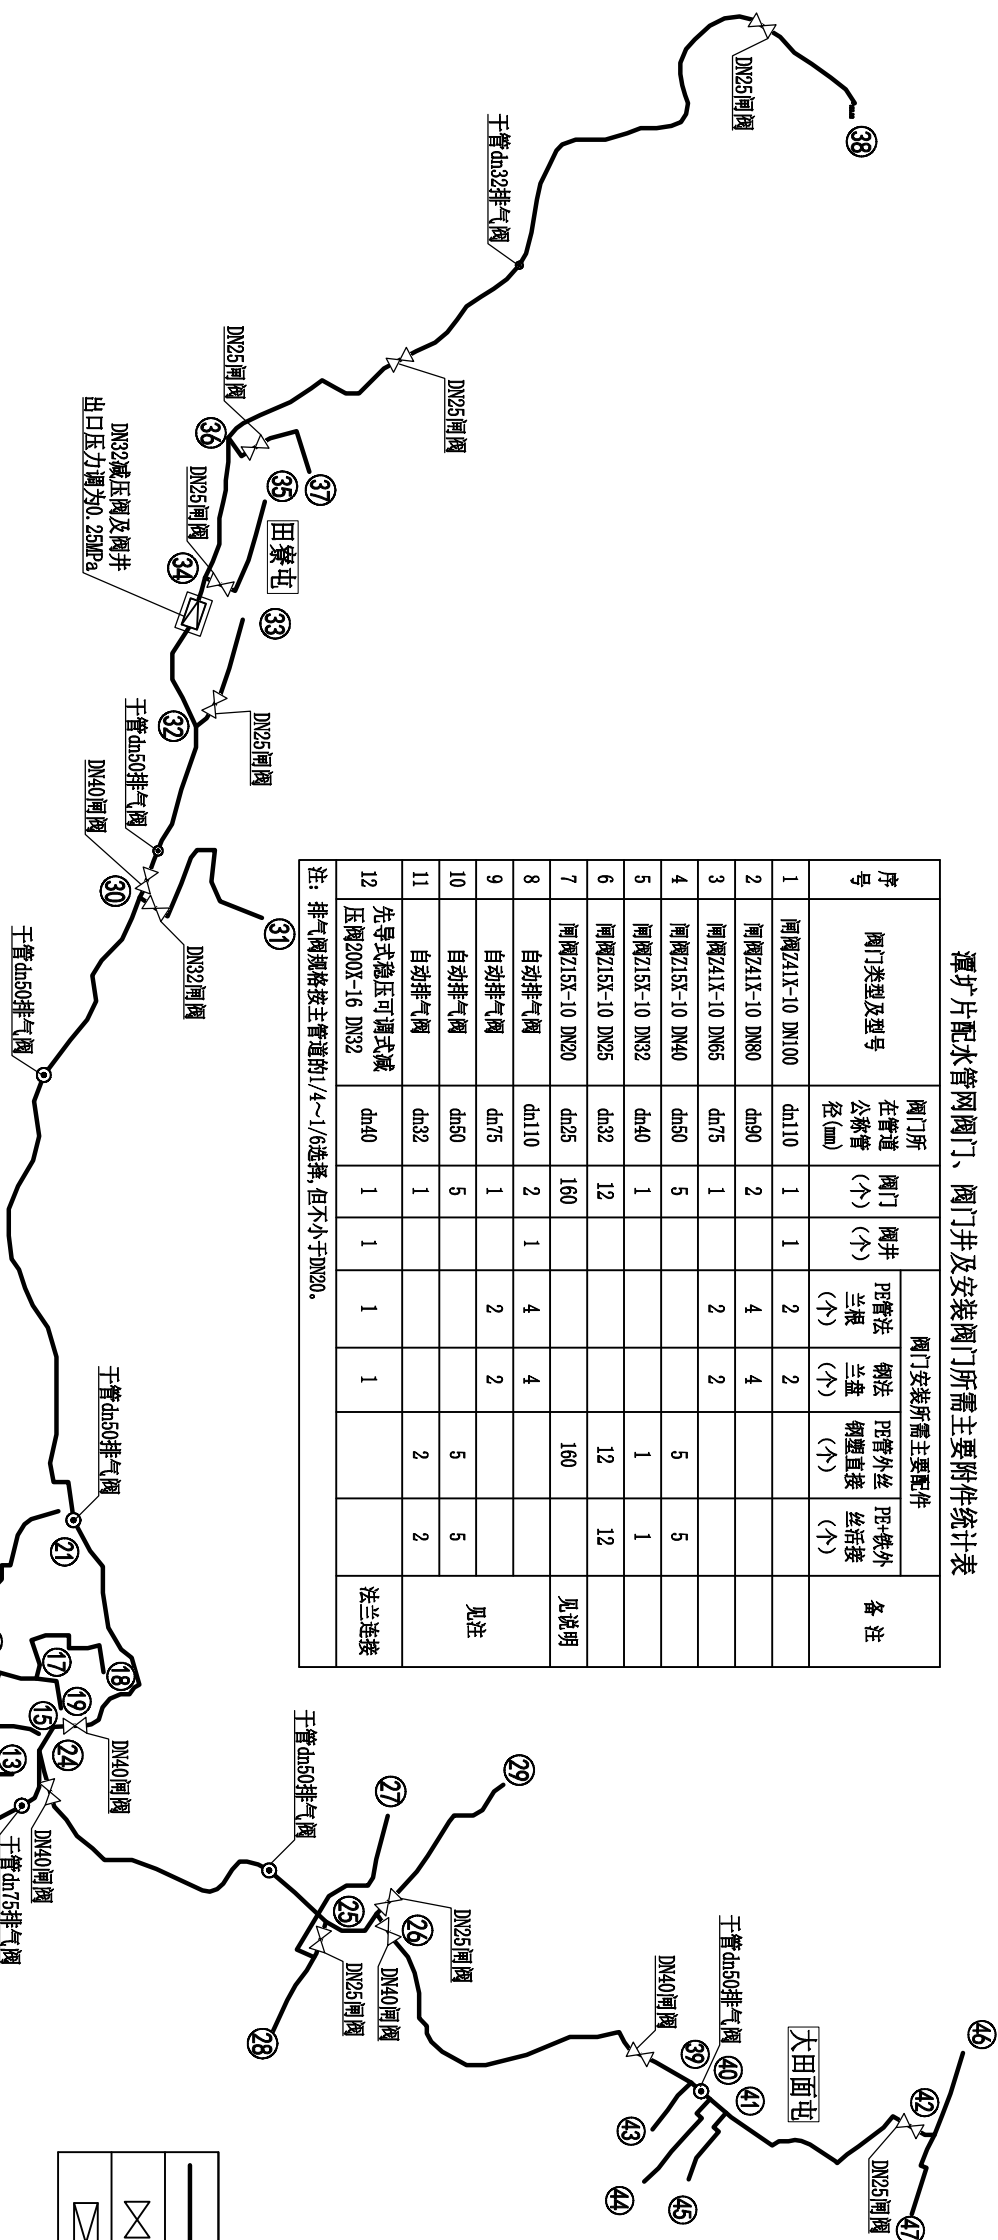 潭圹片配水管网阀门、阀门井及安装阀门所需主要附件统计表
序号 阀门类型及型号 阀门所在管道公称管径(mm) 阀门(个) 阀井(个) 阀门安装所需主要配件 备 注
PE管法兰根(个) 钢法兰盘(个) PE管外丝钢塑直接(个) PE+铁外丝活接(个)
1 闸阀Z41X-10 DN100 dn110 1 1 2 2
2 闸阀Z41X-10 DN80 dn90 2 4 4
3 闸阀Z41X-10 DN65 dn75 1 2 2
4 闸阀Z15X-10 DN40 dn50 5 5 5
5 闸阀Z15X-10 DN32 dn40 1 1 1
6 闸阀Z15X-10 DN25 dn32 12 12 12
7 闸阀Z15X-10 DN20 dn25 160 160 见说明
8 自动排气阀 dn110 2 1 4 4 见注
9 自动排气阀 dn75 1 2 2
10 自动排气阀 dn50 5 5 5
11 自动排气阀 dn32 1 2 2
12 先导式稳压可调式减压阀200X-16 DN32 dn40 1 1 1 1 法兰连接
注：排气阀规格按主管道的1/4～1/6选择,但不小于DN20。
DN25闸阀
38
干管dn32排气阀
DN25闸阀
DN25闸阀
36
37
35
DN25闸阀
田寮屯
34
DN32减压阀及阀井
出口压力调为0.25MPa
33
DN25闸阀
32
干管dn50排气阀
DN40闸阀
30
31
DN32闸阀
干管dn50排气阀
干管dn50排气阀
21
17
18
19
15
24
13
DN40闸阀
DN40闸阀
干管dn75排气阀
干管dn50排气阀
29
27
25
26
DN25闸阀
DN40闸阀
DN25闸阀
28
DN40闸阀
干管dn50排气阀
大田面屯
39
40
41
43
44
45
46
42
DN25闸阀
47